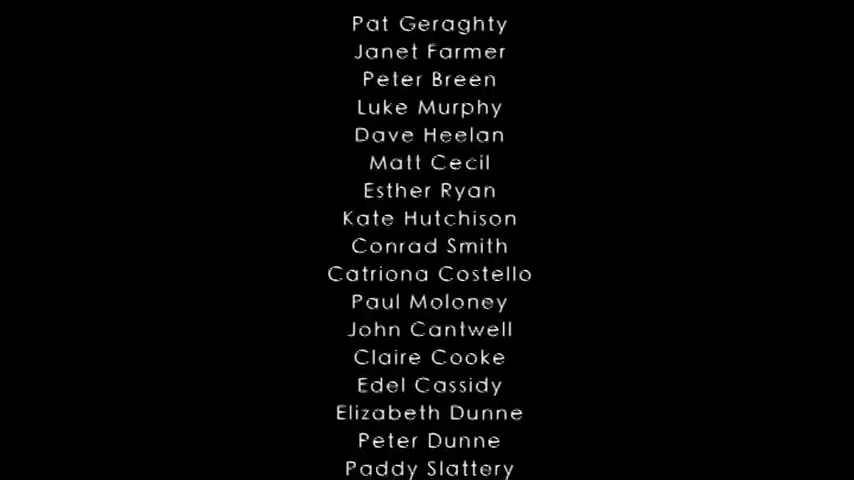 Pat Geraghty
Janet Farmer
Peter Breen
Luke Murphy
Dave Heelan
Matt Cecil
Esther Ryan
Kate Hutchison
Conrad Smith
Catriona Costello
Paul Moloney
John Cantwell
Claire Cooke
Edel Cassidy
Elizabeth Dunne
Peter Dunne
Paddy Slattery